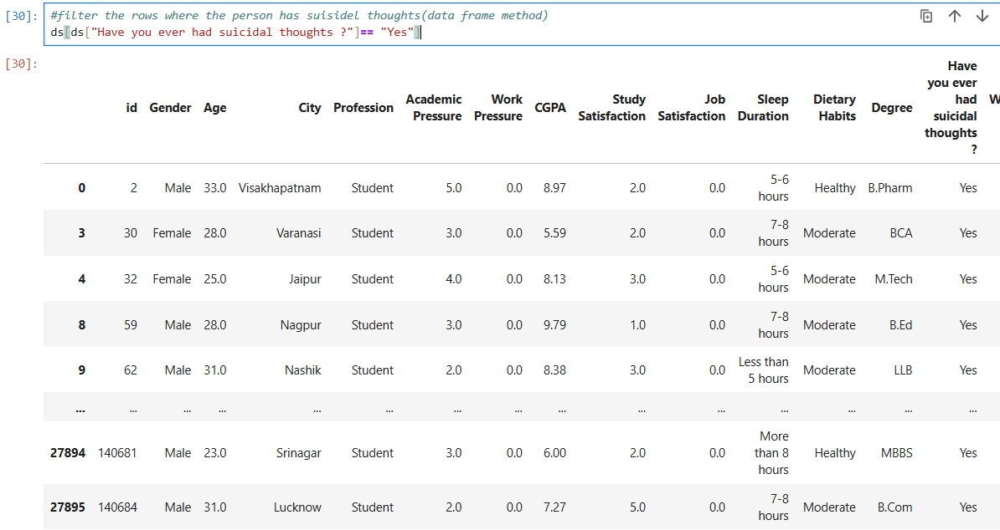 [30]: #filter the rows where the person has suisidel thoughts(data frame method)
ds[ds["Have you ever had suicidal thoughts ?"]== "Yes"]
[30]:
id Gender Age City Profession Academic Pressure Work Pressure CGPA Study Satisfaction Job Satisfaction Sleep Duration Dietary Habits Degree Have you ever had suicidal thoughts ? W
0 2 Male 33.0 Visakhapatnam Student 5.0 0.0 8.97 2.0 0.0 5-6 hours Healthy B.Pharm Yes
3 30 Female 28.0 Varanasi Student 3.0 0.0 5.59 2.0 0.0 7-8 hours Moderate BCA Yes
4 32 Female 25.0 Jaipur Student 4.0 0.0 8.13 3.0 0.0 5-6 hours Moderate M.Tech Yes
8 59 Male 28.0 Nagpur Student 3.0 0.0 9.79 1.0 0.0 7-8 hours Moderate B.Ed Yes
9 62 Male 31.0 Nashik Student 2.0 0.0 8.38 3.0 0.0 Less than 5 hours Moderate LLB Yes
... ... ... ... ... ... ... ... ... ... ... ... ... ... ...
27894 140681 Male 23.0 Srinagar Student 3.0 0.0 6.00 2.0 0.0 More than 8 hours Healthy MBBS Yes
27895 140684 Male 31.0 Lucknow Student 2.0 0.0 7.27 5.0 0.0 7-8 hours Moderate B.Com Yes